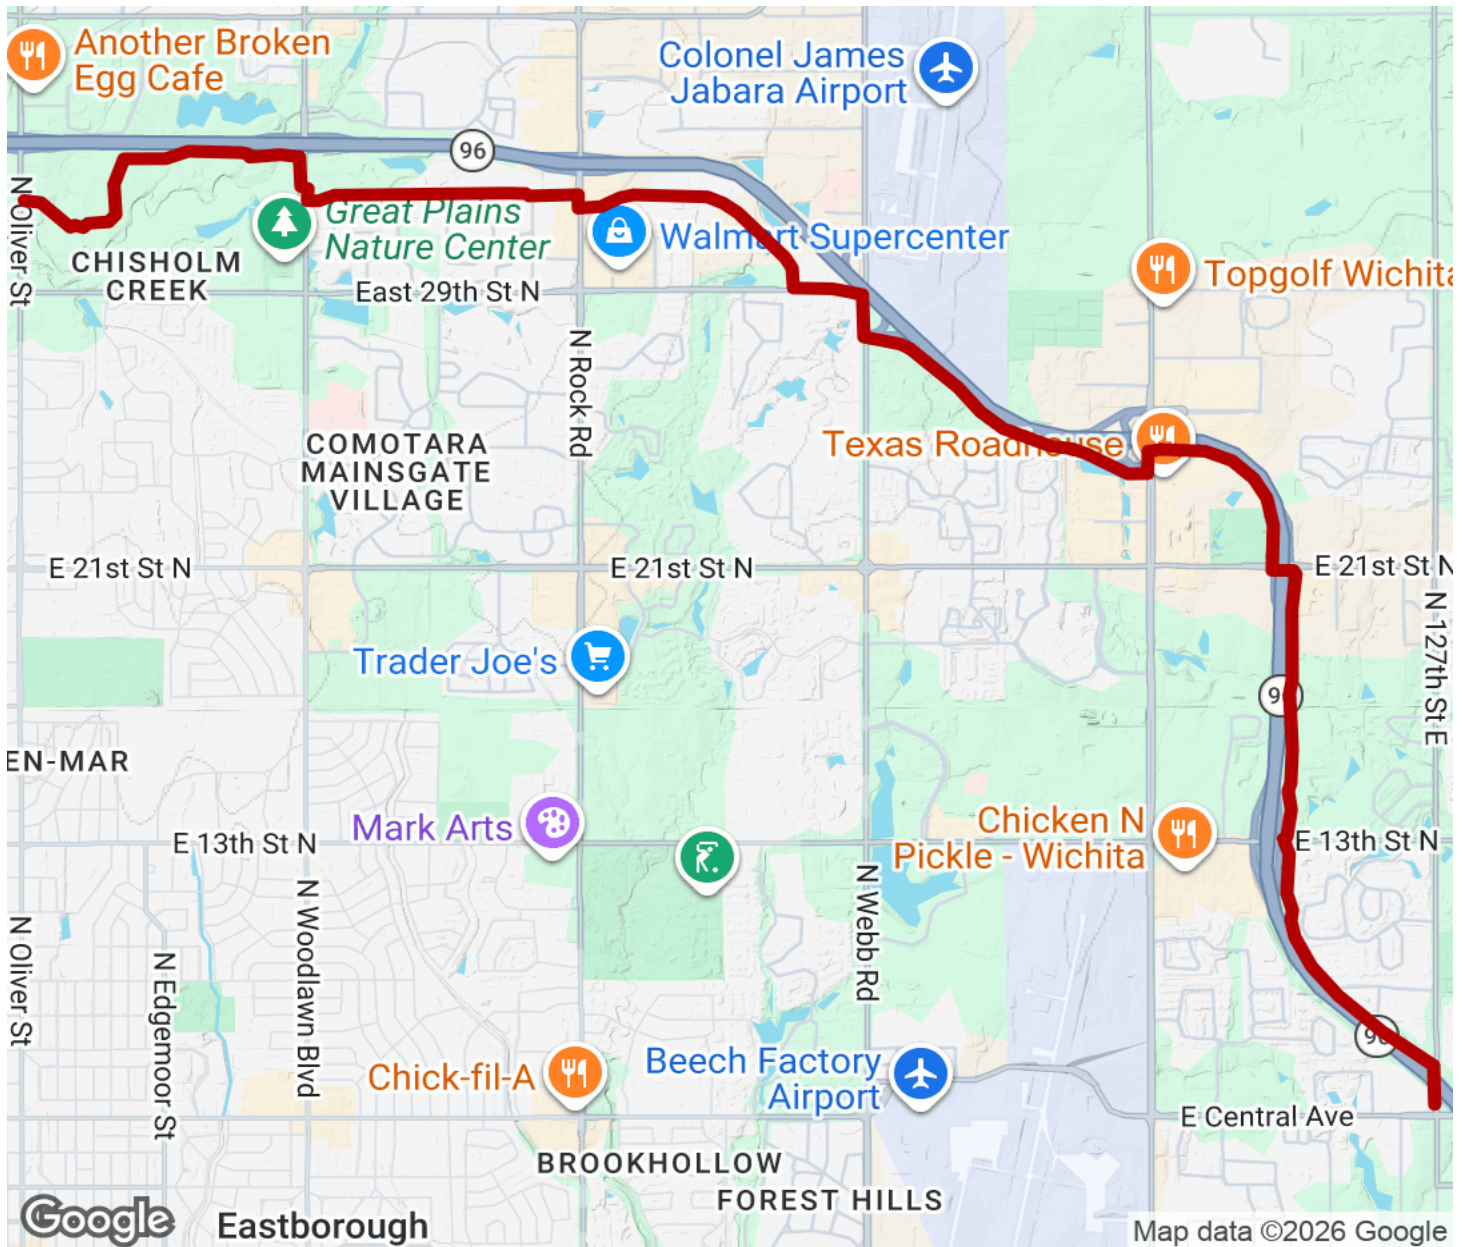 Another Broken
Egg Cafe
Colonel James
Jabara Airport
96
N Oliver St
Great Plains
Nature Center
Walmart Supercenter
CHISHOLM
CREEK
East 29th St N
Topgolf Wichita
N Rock Rd
COMOTARA
MAINSGATE
VILLAGE
Texas Roadhouse
E 21st St N
E 21st St N
E 21st St N
N 127th St E
Trader Joe's
96
EN-MAR
Mark Arts
Chicken N
Pickle - Wichita
E 13th St N
E 13th St N
N Oliver St
N Edgemoor St
N Woodlawn Blvd
N Webb Rd
96
Chick-fil-A
Beech Factory
Airport
E Central Ave
BROOKHOLLOW
FOREST HILLS
Google
Eastborough
Map data ©2026 Google